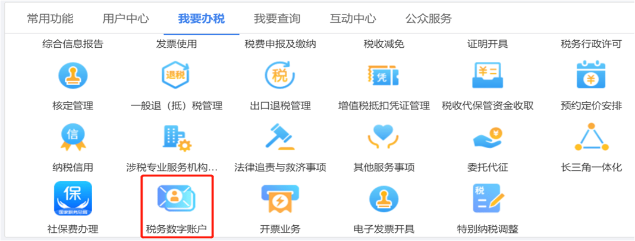 常用功能 用户中心 我要办税 我要查询 互动中心 公众服务
综合信息报告 发票使用 税费申报及缴纳 税收减免 证明开具 税务行政许可
退税 税 凭
核定管理 一般退（抵）税管理 出口退税管理 增值税抵扣凭证管理 税收代保管资金收取 预约定价安排
信
纳税信用 涉税专业服务机构... 法律追责与救济事项 其他服务事项 委托代征 长三角一体化
保 税
社保费办理 税务数字账户 开票业务 电子发票开具 特别纳税调整